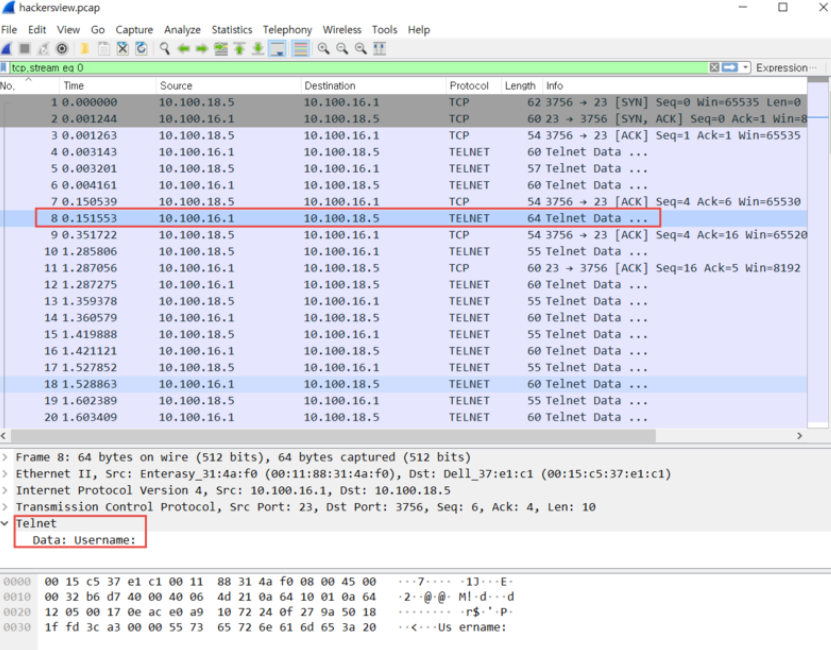 hackersview.pcap
File Edit View Go Capture Analyze Statistics Telephony Wireless Tools Help
tcp.stream eq 0 Expression…
No. Time Source Destination Protocol Length Info
1 0.000000 10.100.18.5 10.100.16.1 TCP 62 3756 → 23 [SYN] Seq=0 Win=65535 Len=0
2 0.001244 10.100.16.1 10.100.18.5 TCP 60 23 → 3756 [SYN, ACK] Seq=0 Ack=1 Win=8
3 0.001263 10.100.18.5 10.100.16.1 TCP 54 3756 → 23 [ACK] Seq=1 Ack=1 Win=65535
4 0.003143 10.100.16.1 10.100.18.5 TELNET 60 Telnet Data ...
5 0.003201 10.100.18.5 10.100.16.1 TELNET 57 Telnet Data ...
6 0.004161 10.100.16.1 10.100.18.5 TELNET 60 Telnet Data ...
7 0.150539 10.100.18.5 10.100.16.1 TCP 54 3756 → 23 [ACK] Seq=4 Ack=6 Win=65530
8 0.151553 10.100.16.1 10.100.18.5 TELNET 64 Telnet Data ...
9 0.351722 10.100.18.5 10.100.16.1 TCP 54 3756 → 23 [ACK] Seq=4 Ack=16 Win=65520
10 1.285806 10.100.18.5 10.100.16.1 TELNET 55 Telnet Data ...
11 1.287056 10.100.16.1 10.100.18.5 TCP 60 23 → 3756 [ACK] Seq=16 Ack=5 Win=8192
12 1.287275 10.100.16.1 10.100.18.5 TELNET 60 Telnet Data ...
13 1.359378 10.100.18.5 10.100.16.1 TELNET 55 Telnet Data ...
14 1.360579 10.100.16.1 10.100.18.5 TELNET 60 Telnet Data ...
15 1.419888 10.100.18.5 10.100.16.1 TELNET 55 Telnet Data ...
16 1.421121 10.100.16.1 10.100.18.5 TELNET 60 Telnet Data ...
17 1.527852 10.100.18.5 10.100.16.1 TELNET 55 Telnet Data ...
18 1.528863 10.100.16.1 10.100.18.5 TELNET 60 Telnet Data ...
19 1.602389 10.100.18.5 10.100.16.1 TELNET 55 Telnet Data ...
20 1.603409 10.100.16.1 10.100.18.5 TELNET 60 Telnet Data ...
Frame 8: 64 bytes on wire (512 bits), 64 bytes captured (512 bits)
Ethernet II, Src: Enterasy_31:4a:f0 (00:11:88:31:4a:f0), Dst: Dell_37:e1:c1 (00:15:c5:37:e1:c1)
Internet Protocol Version 4, Src: 10.100.16.1, Dst: 10.100.18.5
Transmission Control Protocol, Src Port: 23, Dst Port: 3756, Seq: 6, Ack: 4, Len: 10
Telnet
Data: Username:
0000 00 15 c5 37 e1 c1 00 11 88 31 4a f0 08 00 45 00 ···7···· ·1J···E·
0010 00 32 b6 d7 40 00 40 06 4d 21 0a 64 10 01 0a 64 ·2··@·@· M!·d···d
0020 12 05 00 17 0e ac e0 a9 10 72 24 0f 27 9a 50 18 ········ ·r$·'·P·
0030 1f fd 3c a3 00 00 55 73 65 72 6e 61 6d 65 3a 20 ··<···Us ername: